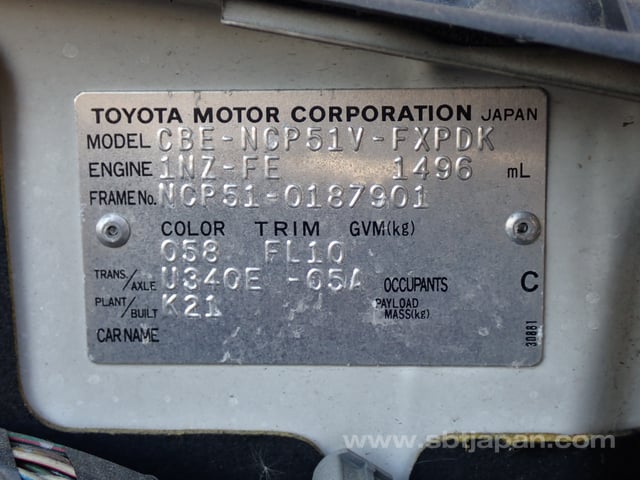 TOYOTA MOTOR CORPORATION JAPAN
MODEL CBE-NCP51V-FXPDK
ENGINE 1NZ-FE 1496 mL
FRAME No. NCP51-0187901
COLOR TRIM GVM(kg)
058 FL10
TRANS./AXLE U340E -05A OCCUPANTS C
PLANT/BUILT K21 PAYLOAD MASS(kg)
CAR NAME
30881
www.sbtjapan.com